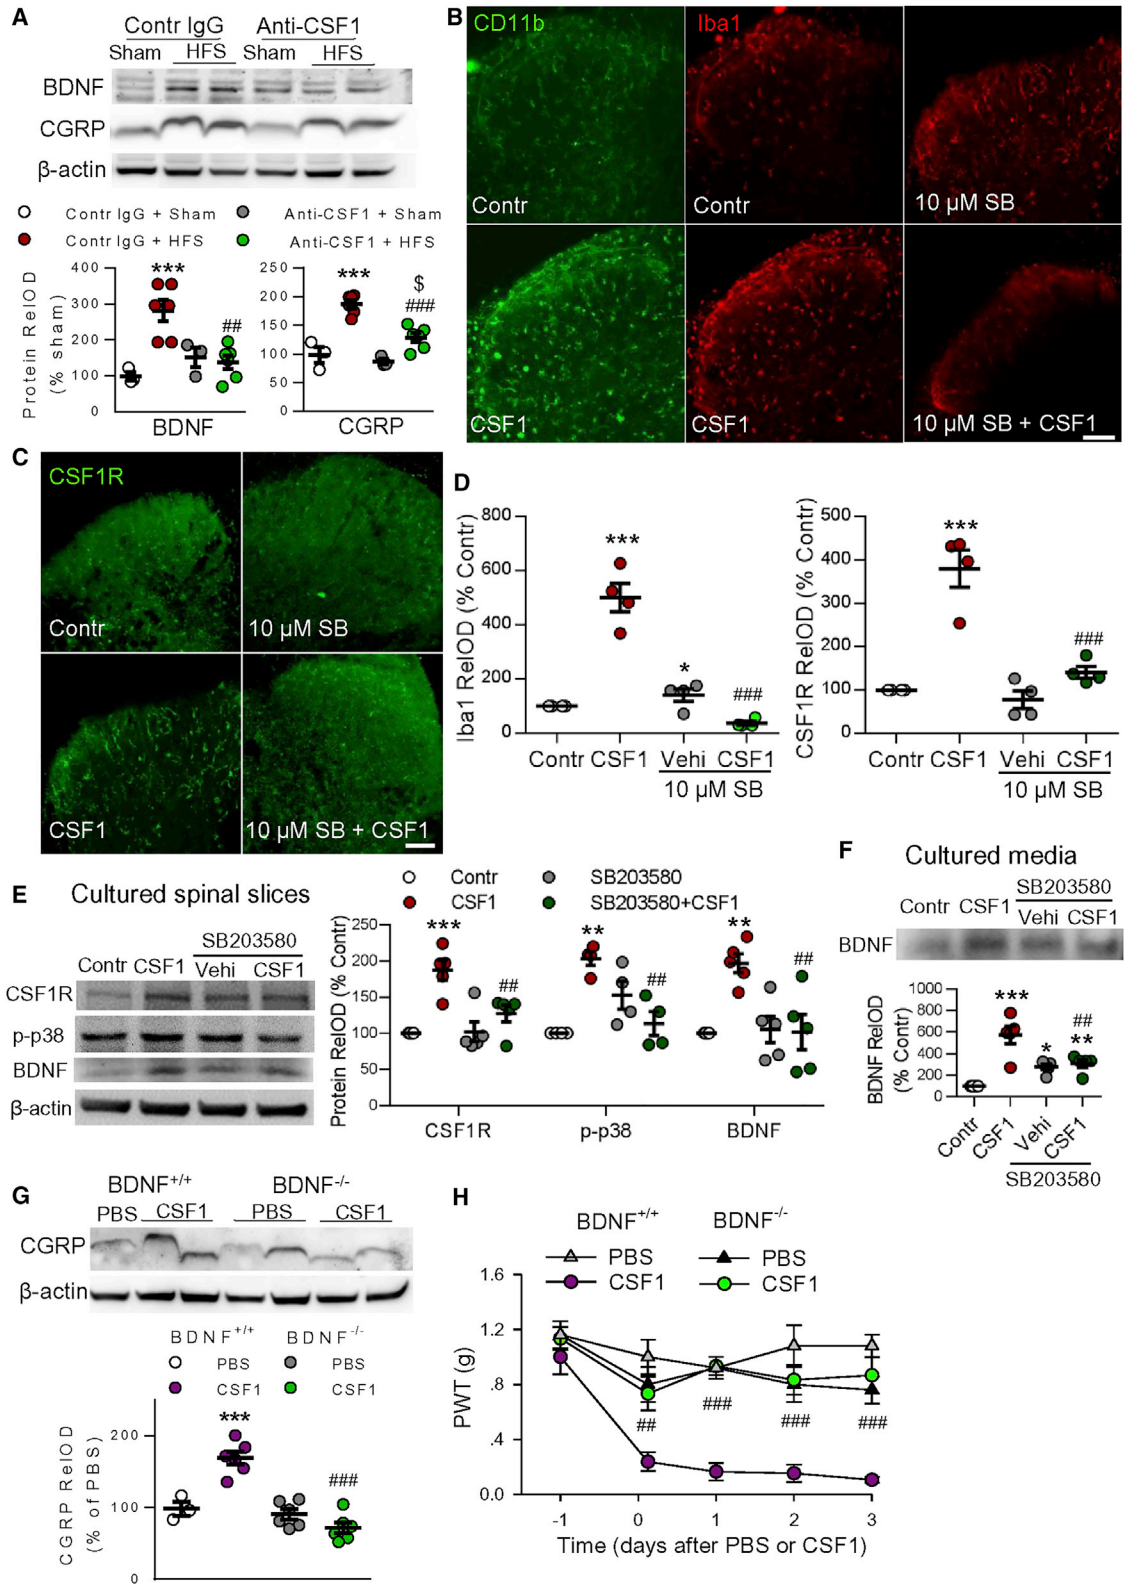 A
Contr IgG Anti-CSF1
Sham HFS Sham HFS
BDNF
CGRP
β-actin
Contr IgG + Sham Anti-CSF1 + Sham
Contr IgG + HFS Anti-CSF1 + HFS
Protein RelOD
(% sham)
400
300
200
100
0
***
##
BDNF
250
200
150
100
50
0
***
$
###
CGRP
B
CD11b Iba1
Contr Contr 10 µM SB
CSF1 CSF1 10 µM SB + CSF1
C
CSF1R
Contr 10 µM SB
CSF1 10 µM SB + CSF1
D
Iba1 RelOD (% Contr)
800
600
400
200
0
***
*
###
Contr CSF1 Vehi CSF1
10 µM SB
CSF1R RelOD (% Contr)
500
400
300
200
100
0
***
###
Contr CSF1 Vehi CSF1
10 µM SB
E Cultured spinal slices
SB203580
Contr CSF1 Vehi CSF1
CSF1R
p-p38
BDNF
β-actin
Contr SB203580
CSF1 SB203580+CSF1
Protein RelOD (% Contr)
250
200
150
100
50
0
*** ** **
## ## ##
CSF1R p-p38 BDNF
F Cultured media
SB203580
Contr CSF1 Vehi CSF1
BDNF
BDNF RelOD
(% Contr)
1000
800
600
400
200
0
***
*
##
**
Contr CSF1 Vehi CSF1
SB203580
G
BDNF+/+ BDNF-/-
PBS CSF1 PBS CSF1
CGRP
β-actin
BDNF+/+ BDNF-/-
PBS PBS
CSF1 CSF1
CGRP RelOD
(% of PBS)
200
100
0
***
###
H
BDNF+/+ BDNF-/-
PBS PBS
CSF1 CSF1
PWT (g)
1.6
1.2
.8
.4
0.0
## ### ### ###
-1 0 1 2 3
Time (days after PBS or CSF1)